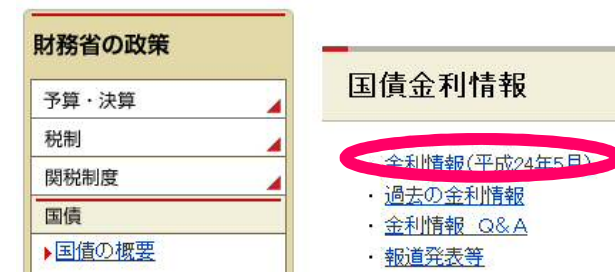 財務省の政策
予算・決算
税制
関税制度
国債
国債の概要
国債金利情報
金利情報(平成24年5月)
・過去の金利情報
・金利情報 Q&A
・報道発表等